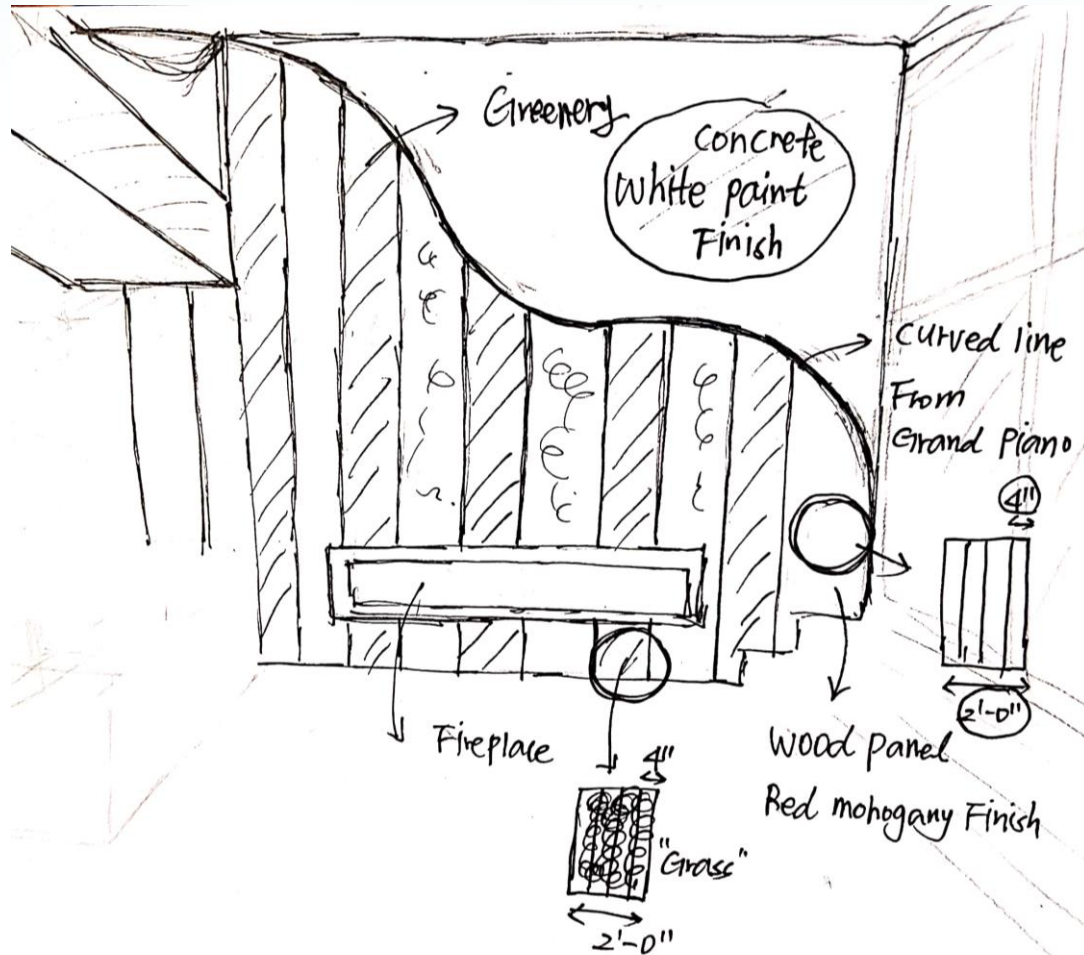 Greenery
concrete
white paint
Finish
curved line
From
Grand Piano
4"
2'-0"
Fireplace
4"
"Grass"
2'-0"
Wood panel
Red mohogany Finish